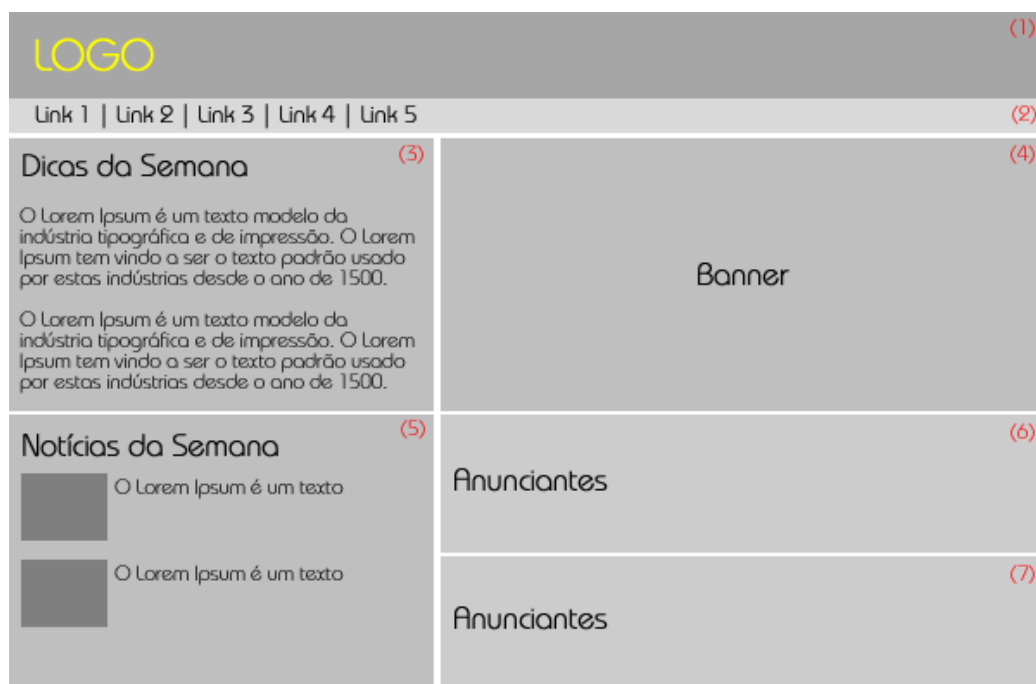 (1)
LOGO
Link 1 | Link 2 | Link 3 | Link 4 | Link 5
(2)
Dicas da Semana
(3)
O Lorem Ipsum é um texto modelo da
indústria tipográfica e de impressão. O Lorem
Ipsum tem vindo a ser o texto padrão usado
por estas indústrias desde o ano de 1500.
O Lorem Ipsum é um texto modelo da
indústria tipográfica e de impressão. O Lorem
Ipsum tem vindo a ser o texto padrão usado
por estas indústrias desde o ano de 1500.
(4)
Banner
Notícias da Semana
(5)
O Lorem Ipsum é um texto
O Lorem Ipsum é um texto
(6)
Anunciantes
(7)
Anunciantes